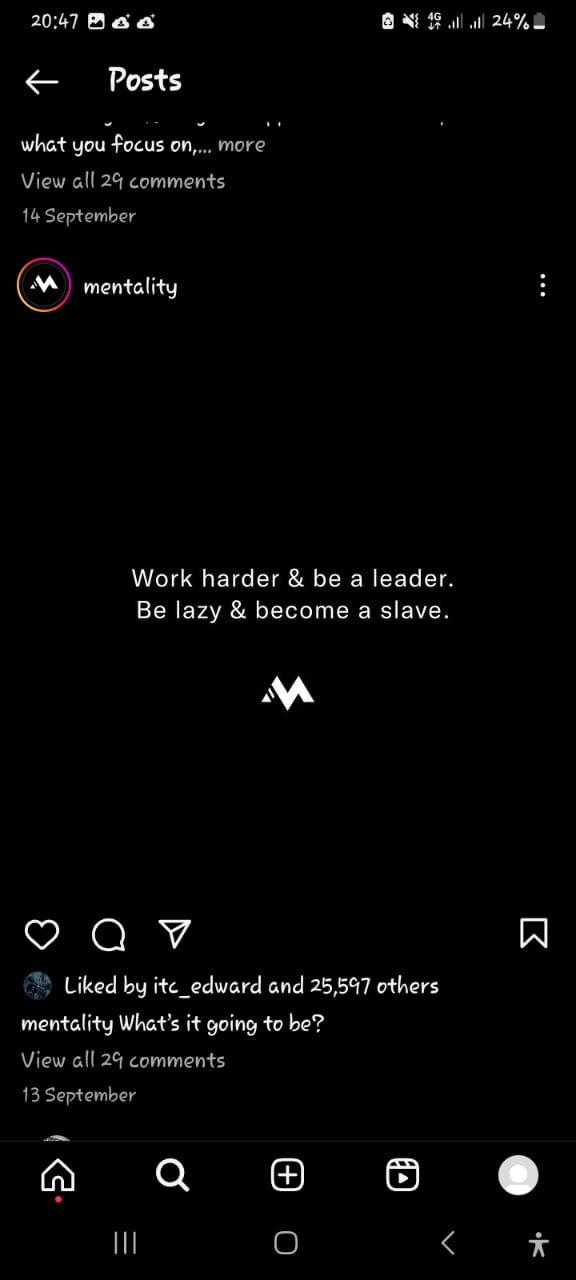 20:47 4G 24%
Posts
what you focus on,... more
View all 29 comments
14 September
mentality
Work harder & be a leader.
Be lazy & become a slave.
Liked by itc_edward and 25,597 others
mentality What's it going to be?
View all 29 comments
13 September